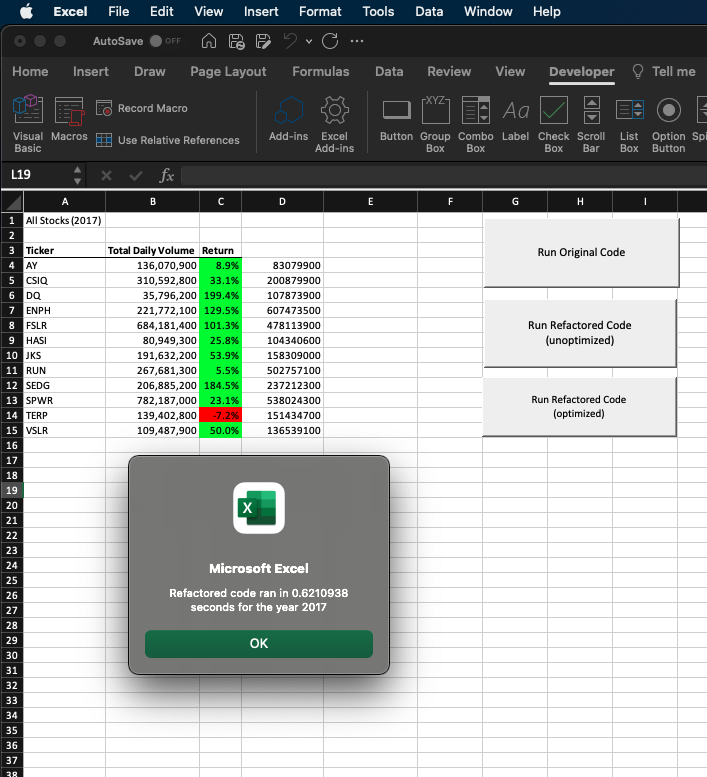 Excel File Edit View Insert Format Tools Data Window Help
AutoSave OFF
Home Insert Draw Page Layout Formulas Data Review View Developer Tell me
Visual Basic
Macros
Record Macro
Use Relative References
Add-ins
Excel Add-ins
Button
Group Box
Combo Box
Label
Check Box
Scroll Bar
List Box
Option Button
XYZ
Aa
L19 fx
A B C D E F G H I
1 All Stocks (2017)
2
3 Ticker Total Daily Volume Return
4 AY 136,070,900 8.9% 83079900
5 CSIQ 310,592,800 33.1% 200879900
6 DQ 35,796,200 199.4% 107873900
7 ENPH 221,772,100 129.5% 607473500
8 FSLR 684,181,400 101.3% 478113900
9 HASI 80,949,300 25.8% 104340600
10 JKS 191,632,200 53.9% 158309000
11 RUN 267,681,300 5.5% 502757100
12 SEDG 206,885,200 184.5% 237212300
13 SPWR 782,187,000 23.1% 538024300
14 TERP 139,402,800 -7.2% 151434700
15 VSLR 109,487,900 50.0% 136539100
16
17
18
19
20
21
22
23
24
25
26
27
28
29
30
31
32
33
34
35
36
37
38
Run Original Code
Run Refactored Code
(unoptimized)
Run Refactored Code
(optimized)
X
Microsoft Excel
Refactored code ran in 0.6210938
seconds for the year 2017
OK